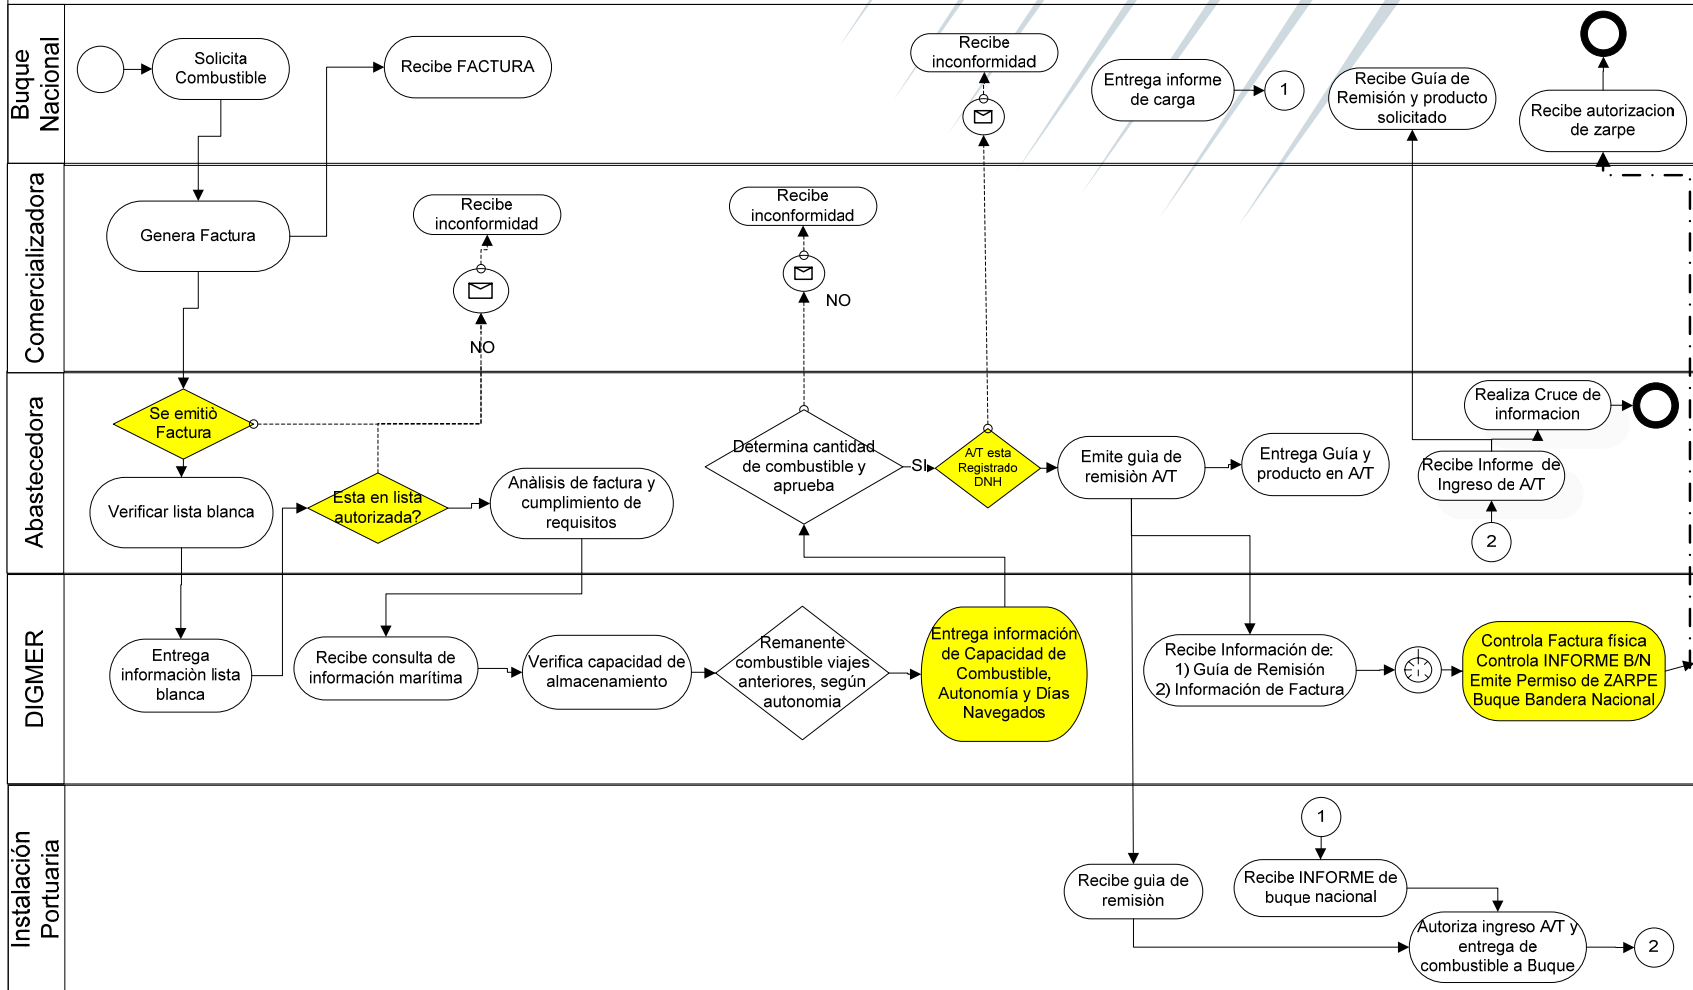 Buque
Nacional
Solicita
Combustible
Recibe FACTURA
Recibe
inconformidad
Entrega informe
de carga
1
Recibe Guía de
Remisión y producto
solicitado
Recibe autorizacion
de zarpe
Comercializadora
Genera Factura
Recibe
inconformidad
NO
Recibe
inconformidad
NO
Abastecedora
Se emitiò
Factura
Verificar lista blanca
Esta en lista
autorizada?
Anàlisis de factura y
cumplimiento de
requisitos
Determina cantidad
de combustible y
aprueba
SI
A/T esta
Registrado
DNH
Emite guìa de
remisiòn A/T
Entrega Guía y
producto en A/T
Realiza Cruce de
informacion
Recibe Informe de
Ingreso de A/T
2
DIGMER
Entrega
informaciòn lista
blanca
Recibe consulta de
información marítima
Verifica capacidad de
almacenamiento
Remanente
combustible viajes
anteriores, según
autonomia
Entrega información
de Capacidad de
Combustible,
Autonomía y Días
Navegados
Recibe Información de:
1) Guía de Remisión
2) Información de Factura
Controla Factura física
Controla INFORME B/N
Emite Permiso de ZARPE
Buque Bandera Nacional
Instalación
Portuaria
Recibe guia de
remisiòn
1
Recibe INFORME de
buque nacional
Autoriza ingreso A/T y
entrega de
combustible a Buque
2